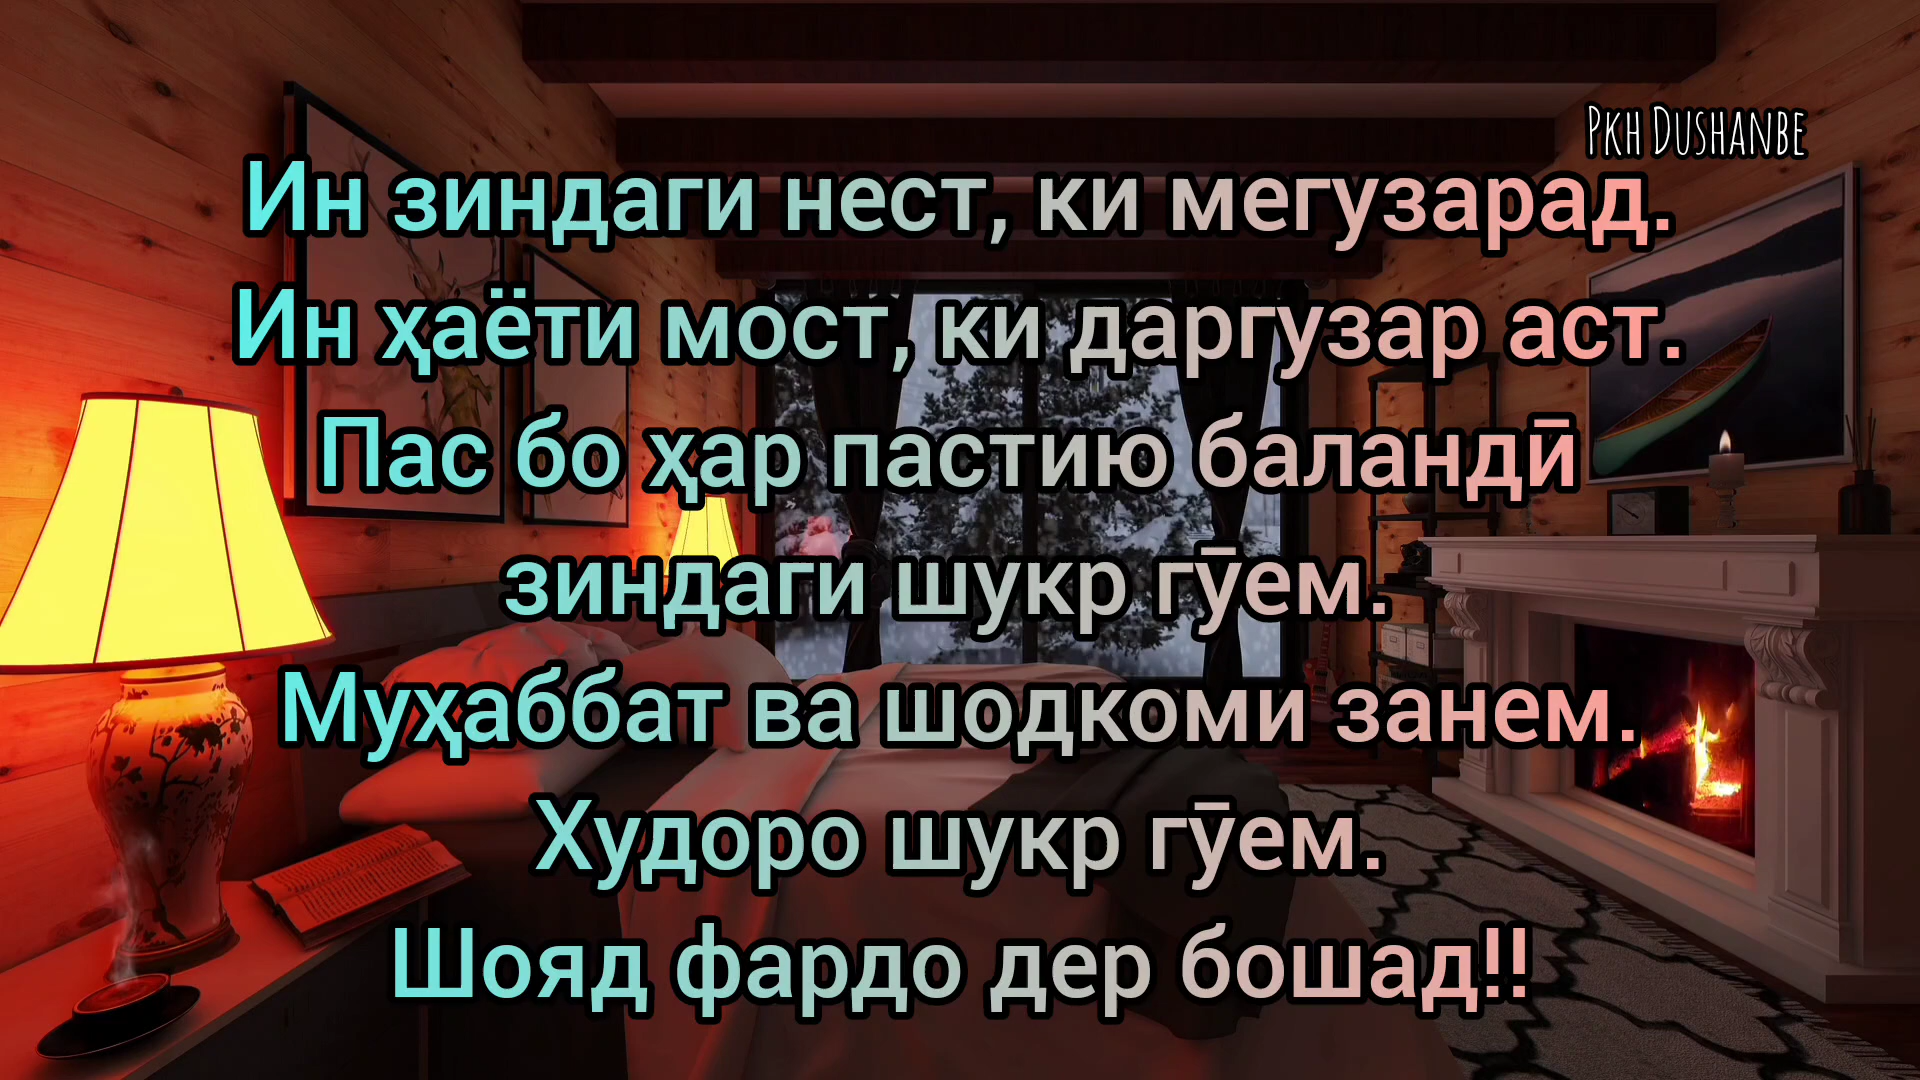 Pkh Dushanbe
Ин зиндаги нест, ки мегузарад.
Ин ҳаёти мост, ки даргузар аст.
Пас бо ҳар пастию баландӣ
зиндаги шукр гӯем.
Муҳаббат ва шодкоми занем.
Худоро шукр гӯем.
Шояд фардо дер бошад!!